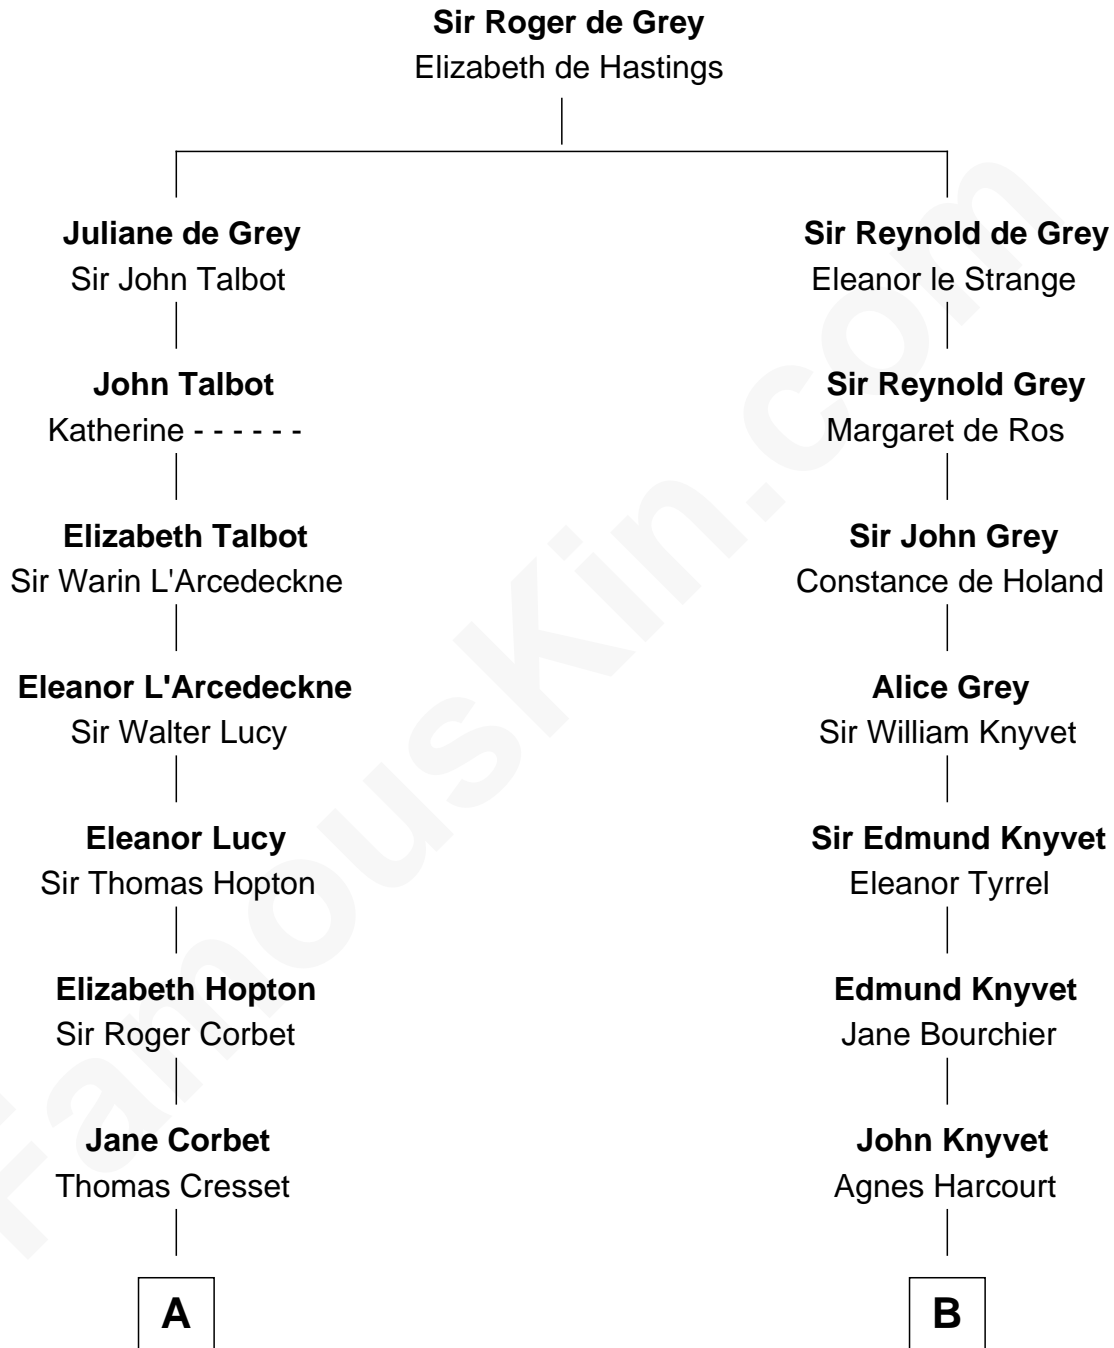 Sir Roger de Grey
Elizabeth de Hastings
Juliane de Grey
Sir John Talbot
John Talbot
Katherine - - - - - -
Elizabeth Talbot
Sir Warin L'Arcedeckne
Eleanor L'Arcedeckne
Sir Walter Lucy
Eleanor Lucy
Sir Thomas Hopton
Elizabeth Hopton
Sir Roger Corbet
Jane Corbet
Thomas Cresset
A
Sir Reynold de Grey
Eleanor le Strange
Sir Reynold Grey
Margaret de Ros
Sir John Grey
Constance de Holand
Alice Grey
Sir William Knyvet
Sir Edmund Knyvet
Eleanor Tyrrel
Edmund Knyvet
Jane Bourchier
John Knyvet
Agnes Harcourt
B
FamousKin.com